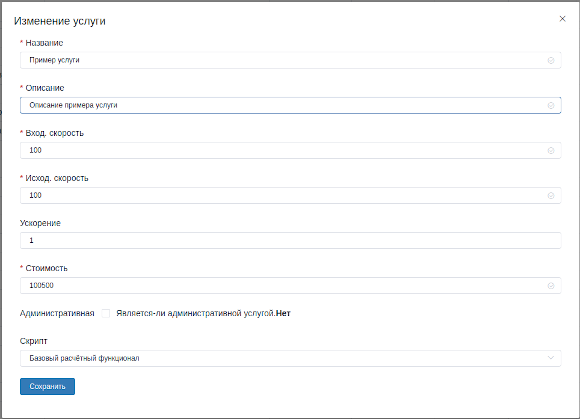 Изменение услуги
* Название
Пример услуги
* Описание
Описание примера услуги
* Вход. скорость
100
* Исход. скорость
100
Ускорение
1
* Стоимость
100500
Административная Является-ли административной услугой.Нет
Скрипт
Базовый расчётный функционал
Сохранить